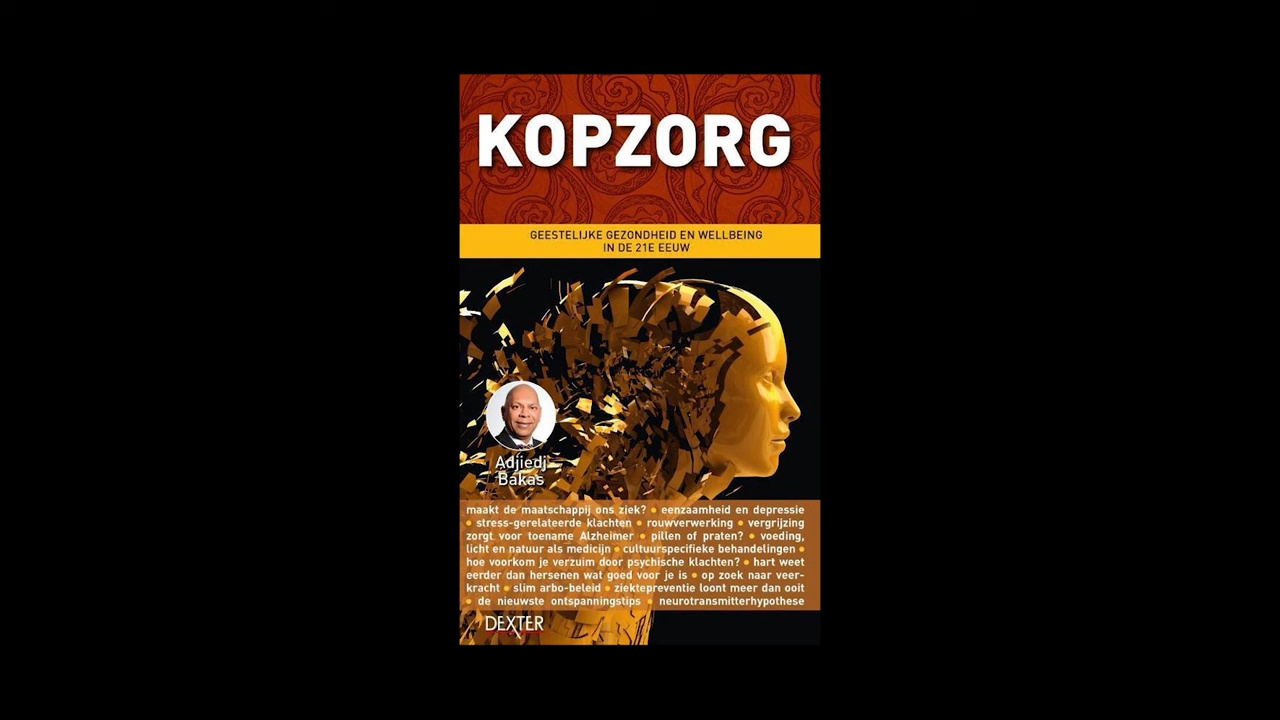 KOPZORG
GEESTELIJKE GEZONDHEID EN WELLBEING
IN DE 21E EEUW
Adjiedj
Bakas
maakt de maatschappij ons ziek? • eenzaamheid en depressie
• stress-gerelateerde klachten • rouwverwerking • vergrijzing
zorgt voor toename Alzheimer • pillen of praten? • voeding,
licht en natuur als medicijn • cultuurspecifieke behandelingen •
hoe voorkom je verzuim door psychische klachten? • hart weet
eerder dan hersenen wat goed voor je is • op zoek naar veer-
kracht • slim arbo-beleid • ziektepreventie loont meer dan ooit
• de nieuwste ontspanningstips • neurotransmitterhypothese
DEXTER